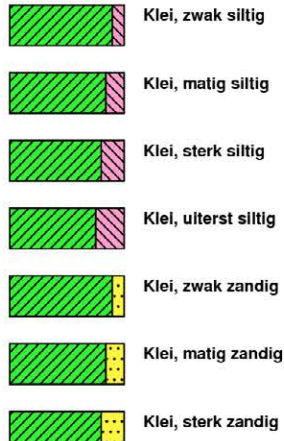 Klei, zwak siltig
Klei, matig siltig
Klei, sterk siltig
Klei, uiterst siltig
Klei, zwak zandig
Klei, matig zandig
Klei, sterk zandig